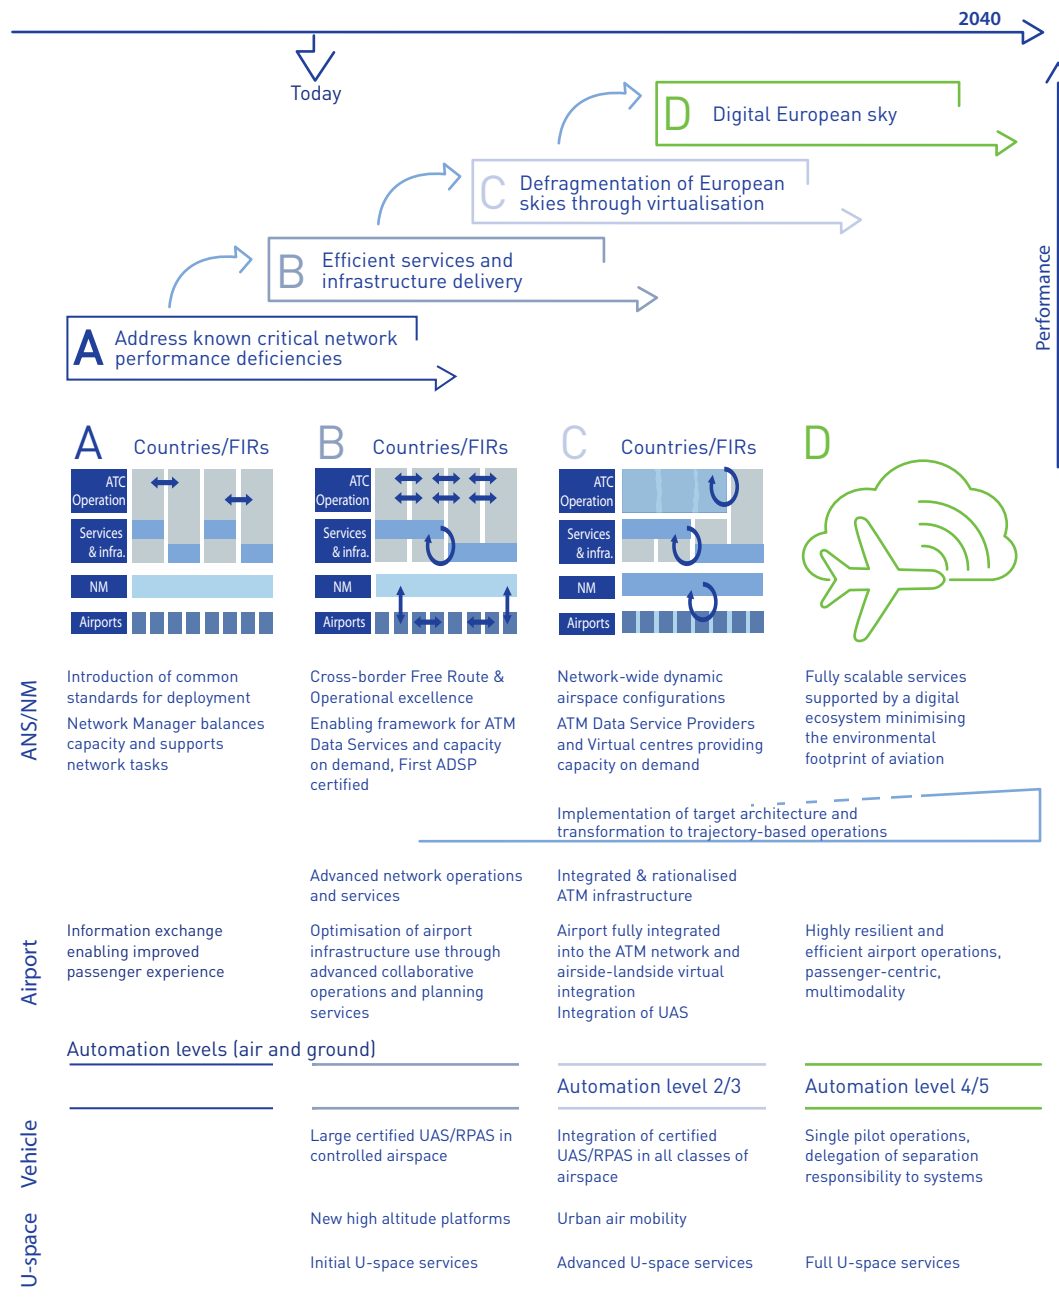 2040
Today
D Digital European sky
C Defragmentation of European
skies through virtualisation
B Efficient services and
infrastructure delivery
A Address known critical network
performance deficiencies
Performance
A Countries/FIRs
ATC
Operation
Services
& infra.
NM
Airports
B Countries/FIRs
ATC
Operation
Services
& infra.
NM
Airports
C Countries/FIRs
ATC
Operation
Services
& infra.
NM
Airports
D
ANS/NM
Introduction of common
standards for deployment
Network Manager balances
capacity and supports
network tasks
Cross-border Free Route &
Operational excellence
Enabling framework for ATM
Data Services and capacity
on demand, First ADSP
certified
Network-wide dynamic
airspace configurations
ATM Data Service Providers
and Virtual centres providing
capacity on demand
Fully scalable services
supported by a digital
ecosystem minimising
the environmental
footprint of aviation
Implementation of target architecture and
transformation to trajectory-based operations
Advanced network operations
and services
Integrated & rationalised
ATM infrastructure
Airport
Information exchange
enabling improved
passenger experience
Optimisation of airport
infrastructure use through
advanced collaborative
operations and planning
services
Airport fully integrated
into the ATM network and
airside-landside virtual
integration
Integration of UAS
Highly resilient and
efficient airport operations,
passenger-centric,
multimodality
Automation levels (air and ground)
Automation level 2/3
Automation level 4/5
Vehicle
Large certified UAS/RPAS in
controlled airspace
Integration of certified
UAS/RPAS in all classes of
airspace
Single pilot operations,
delegation of separation
responsibility to systems
U-space
New high altitude platforms
Urban air mobility
Initial U-space services
Advanced U-space services
Full U-space services